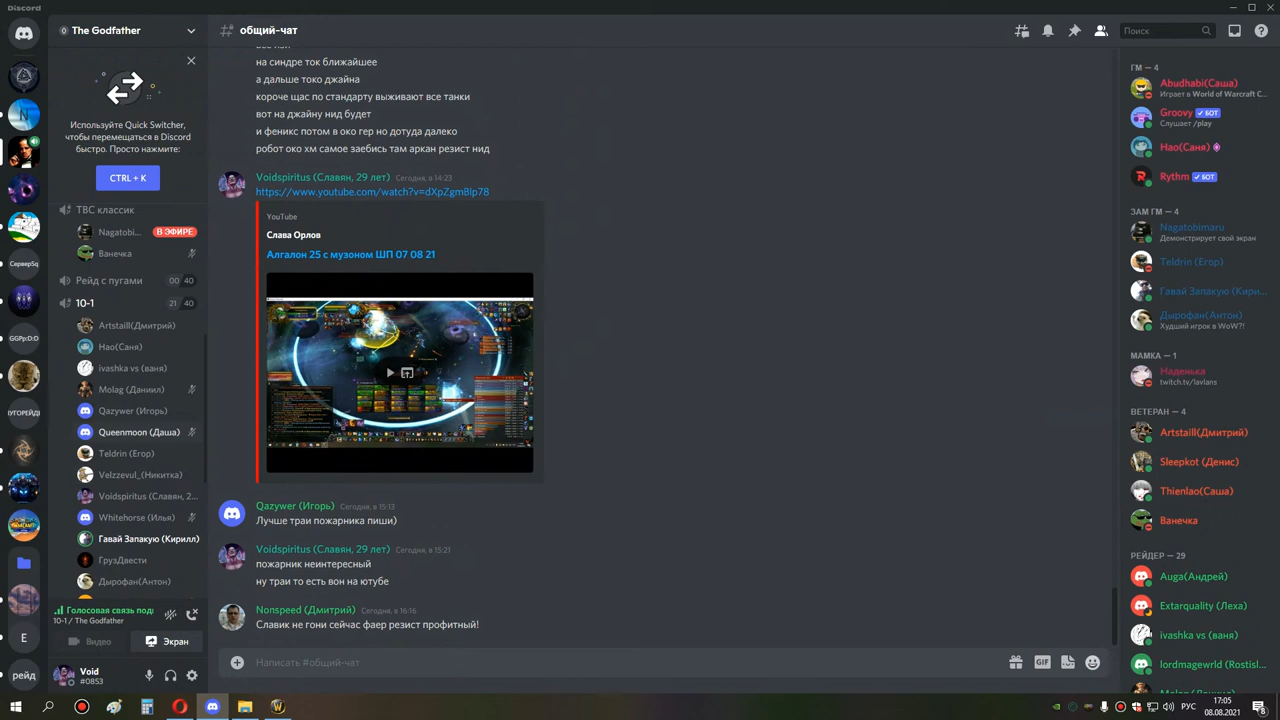 Discord
The Godfather
Используйте Quick Switcher,
чтобы перемещаться в Discord
быстро. Просто нажмите:
CTRL + K
ТВС классик
Nagatobi...
В ЭФИРЕ
Ванечка
Рейд с пугами
00 40
10-1
21 40
Artstaill(Дмитрий)
Нао(Саня)
ivashka vs (ваня)
Molag (Даниил)
Qazywer (Игорь)
Queenmoon (Даша)
Teldrin (Егор)
Velzzevul_(Никитка)
Voidspiritus (Славян, 2...
Whitehorse (Илья)
Гавай Запакую (Кирилл)
ГрузДвести
Дырофан(Антон)
Голосовая связь под
10-1 / The Godfather
Видео
Экран
Void
#0853
СерверSq
GGPp:D:D
E
рейд
общий-чат
Поиск
на синдре ток ближайшее
а дальше токо джайна
короче щас по стандарту выживают все танки
вот на джайну нид будет
и феникс потом в око гер но дотуда далеко
робот око хм самое заебись там аркан резист нид
Voidspiritus (Славян, 29 лет) Сегодня, в 14:23
https://www.youtube.com/watch?v=dXpZgmBlp78
YouTube
Слава Орлов
Алгалон 25 с музоном ШП 07 08 21
Qazywer (Игорь) Сегодня, в 15:13
Лучше траи пожарника пиши)
Voidspiritus (Славян, 29 лет) Сегодня, в 15:21
пожарник неинтересный
ну траи то есть вон на ютубе
Nonspeed (Дмитрий) Сегодня, в 16:16
Славик не гони сейчас фаер резист профитный!
Написать #общий-чат
GIF
ГМ — 4
Abudhabi(Саша)
Играет в World of Warcraft C...
Groovy ✓ БОТ
Слушает /play
Нао(Саня)
Rythm ✓ БОТ
ЗАМ ГМ — 4
Nagatobimaru
Демонстрирует свой экран
Teldrin (Егор)
Гавай Запакую (Кири...
Дырофан(Антон)
Худший игрок в WoW?!
МАМКА — 1
Наденька
twitch.tv/lavlans
ВЕТЕРАН — 4
Artstaill(Дмитрий)
Sleepkot (Денис)
Thienlao(Саша)
Ванечка
РЕЙДЕР — 29
Auga(Андрей)
Extarquality (Леха)
ivashka vs (ваня)
lordmagewrld (Rostisl...
РУС
17:05
08.08.2021
8